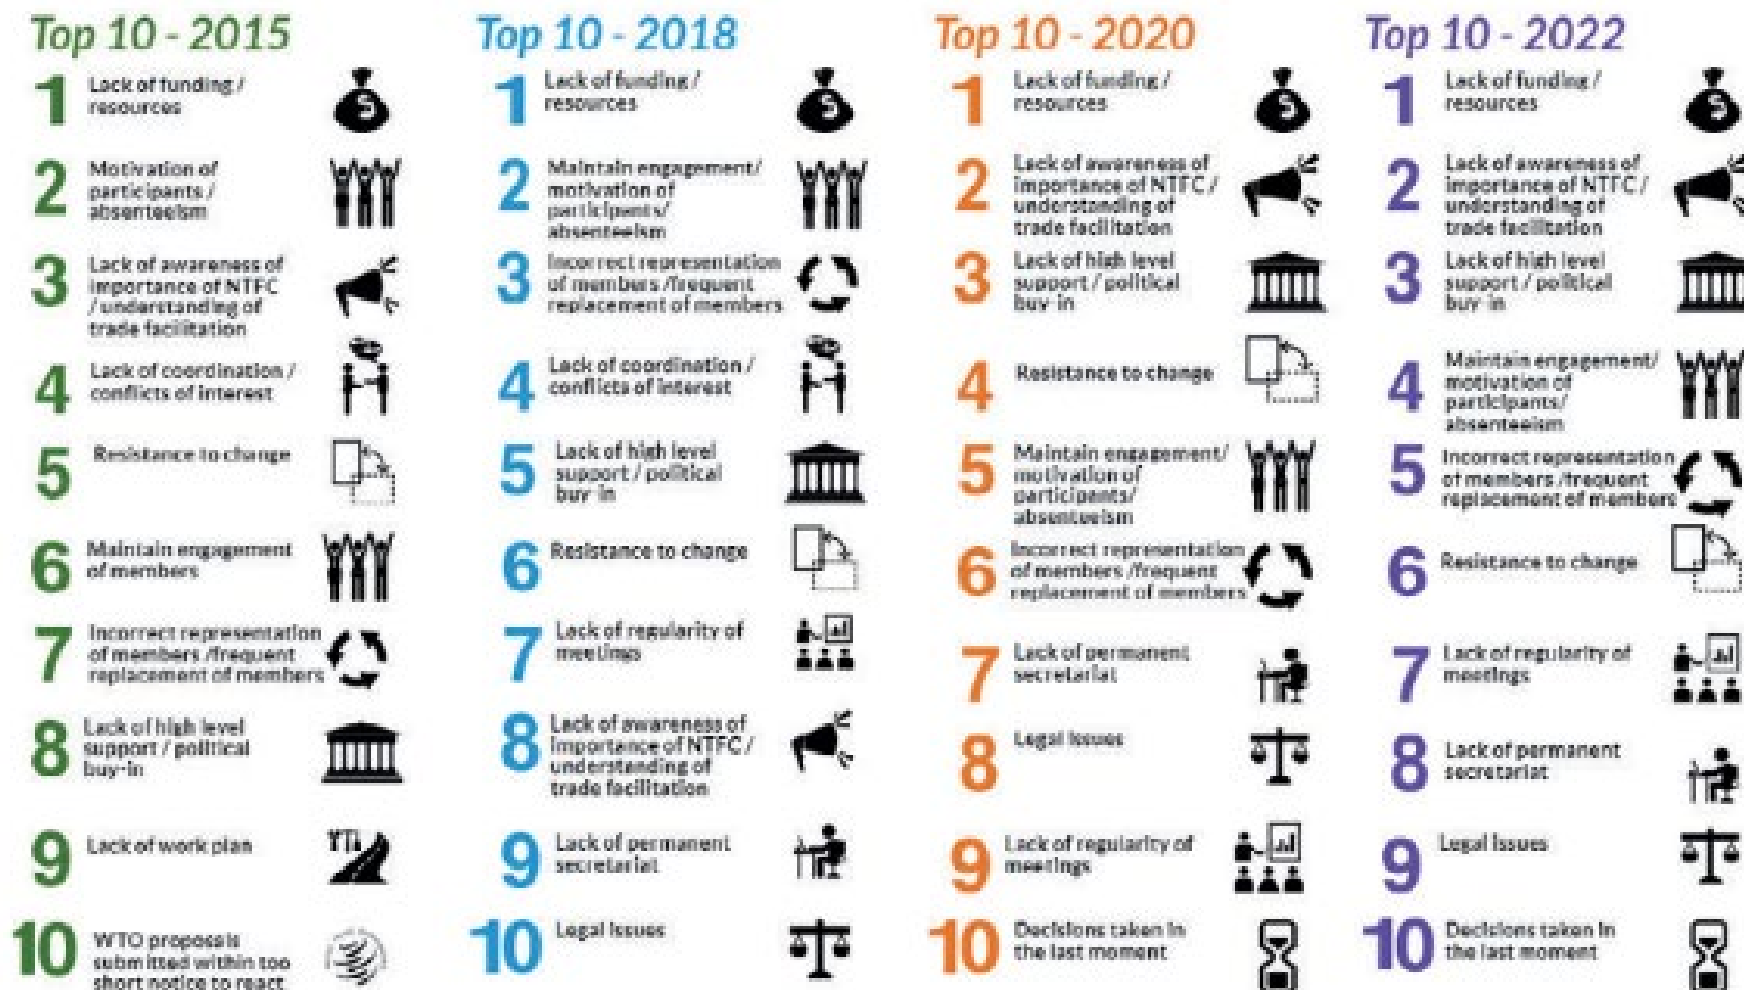 Top 10 - 2015
1
Lack of funding /
resources
2
Motivation of
participants /
absenteeism
3
Lack of awareness of
importance of NTFC
/ understanding of
trade facilitation
4
Lack of coordination /
conflicts of interest
5
Resistance to change
6
Maintain engagement
of members
7
Incorrect representation
of members /frequent
replacement of members
8
Lack of high level
support / political
buy-in
9
Lack of work plan
10
WTO proposals
submitted within too
short notice to react
Top 10 - 2018
1
Lack of funding /
resources
2
Maintain engagement/
motivation of
participants/
absenteeism
3
Incorrect representation
of members /frequent
replacement of members
4
Lack of coordination /
conflicts of interest
5
Lack of high level
support / political
buy-in
6
Resistance to change
7
Lack of regularity of
meetings
8
Lack of awareness of
importance of NTFC /
understanding of
trade facilitation
9
Lack of permanent
secretariat
10
Legal Issues
Top 10 - 2020
1
Lack of funding /
resources
2
Lack of awareness of
importance of NTFC /
understanding of
trade facilitation
3
Lack of high level
support / political
buy-in
4
Resistance to change
5
Maintain engagement/
motivation of
participants/
absenteeism
6
Incorrect representation
of members /frequent
replacement of members
7
Lack of permanent
secretariat
8
Legal Issues
9
Lack of regularity of
meetings
10
Decisions taken in
the last moment
Top 10 - 2022
1
Lack of funding /
resources
2
Lack of awareness of
importance of NTFC /
understanding of
trade facilitation
3
Lack of high level
support / political
buy-in
4
Maintain engagement/
motivation of
participants/
absenteeism
5
Incorrect representation
of members /frequent
replacement of members
6
Resistance to change
7
Lack of regularity of
meetings
8
Lack of permanent
secretariat
9
Legal Issues
10
Decisions taken in
the last moment